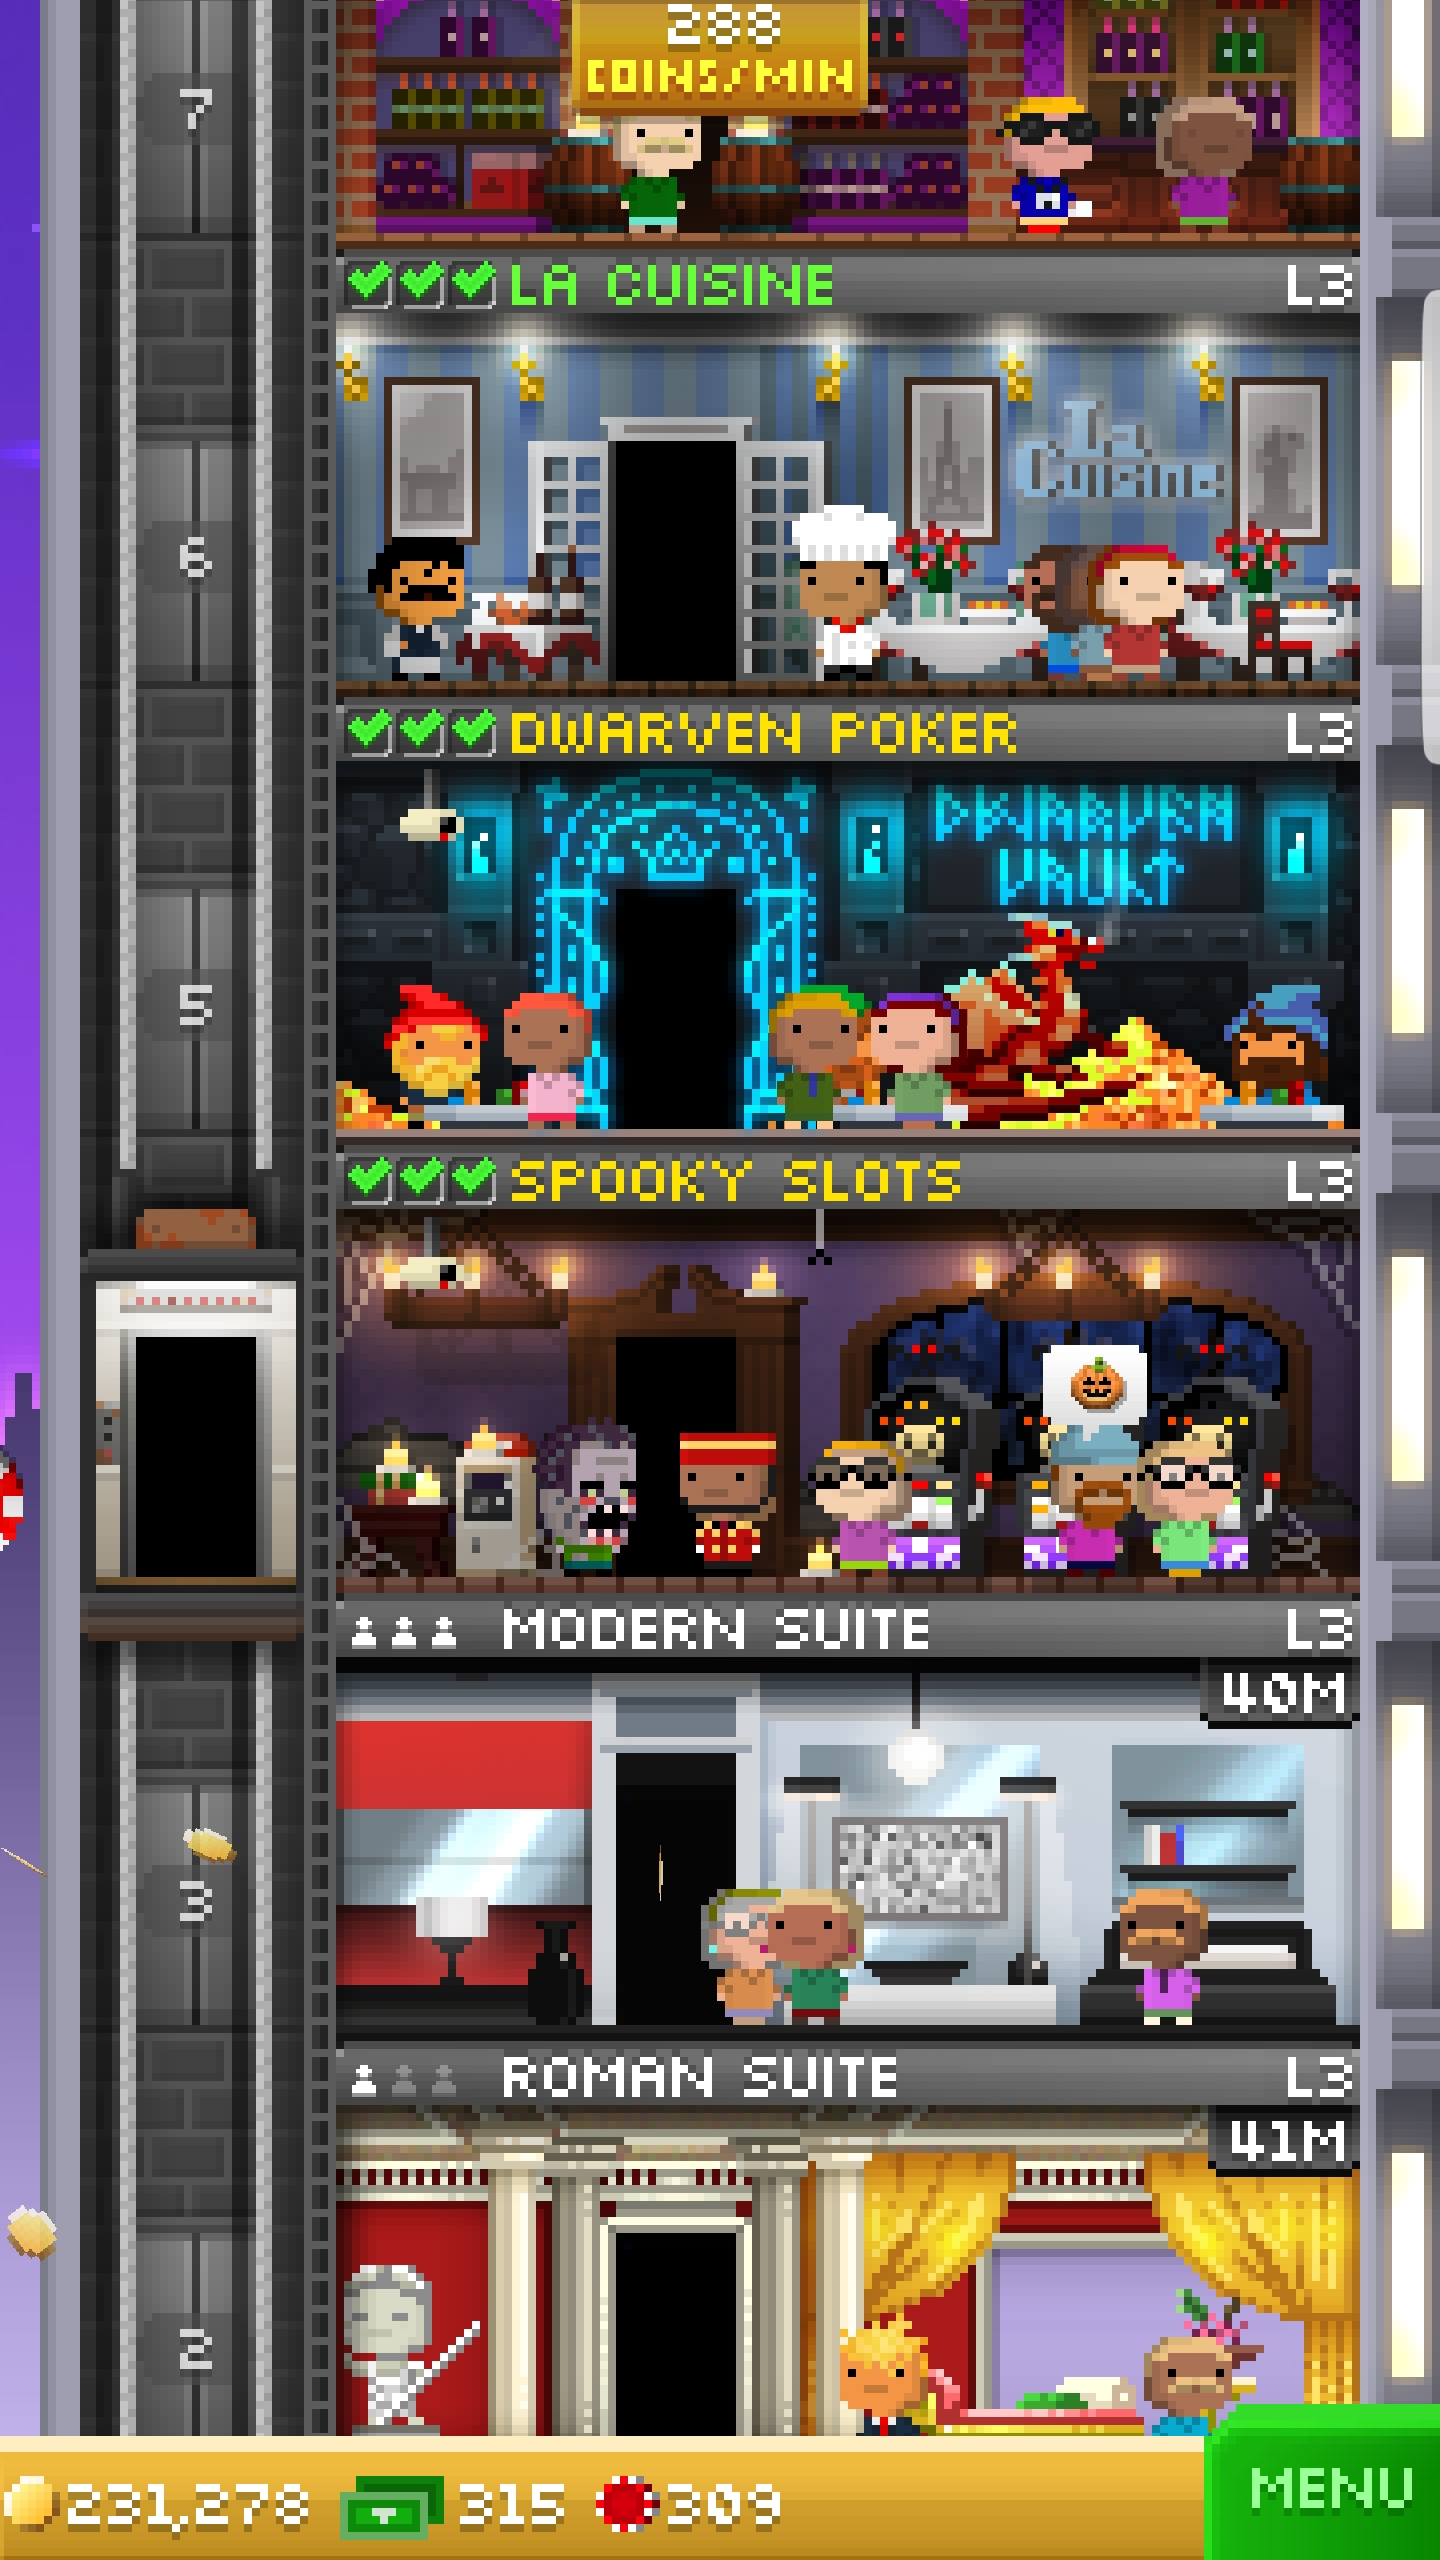 288
COINS/MIN
7
LA CUISINE L3
La
Cuisine
6
DWARVEN POKER L3
DWARVEN
VAULT
5
SPOOKY SLOTS L3
MODERN SUITE L3
40M
3
ROMAN SUITE L3
41M
2
231,278 315 309 MENU